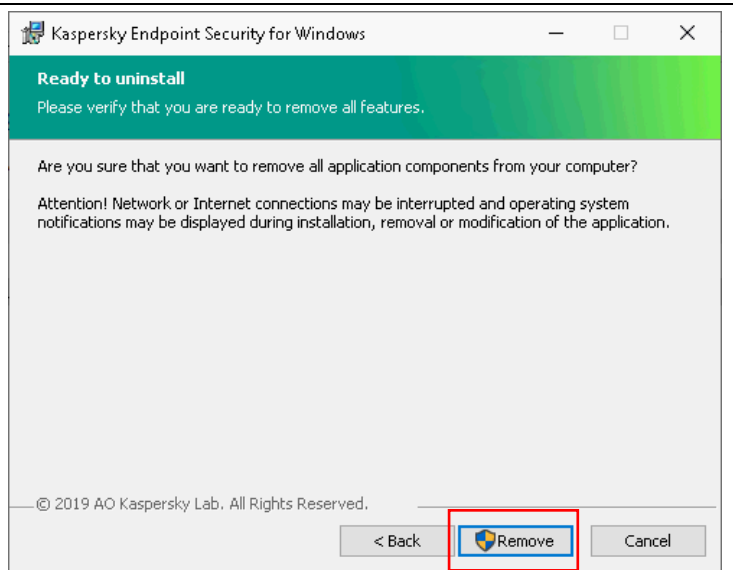 Kaspersky Endpoint Security for Windows
Ready to uninstall
Please verify that you are ready to remove all features.
Are you sure that you want to remove all application components from your computer?
Attention! Network or Internet connections may be interrupted and operating system
notifications may be displayed during installation, removal or modification of the application.
© 2019 AO Kaspersky Lab. All Rights Reserved.
< Back Remove Cancel